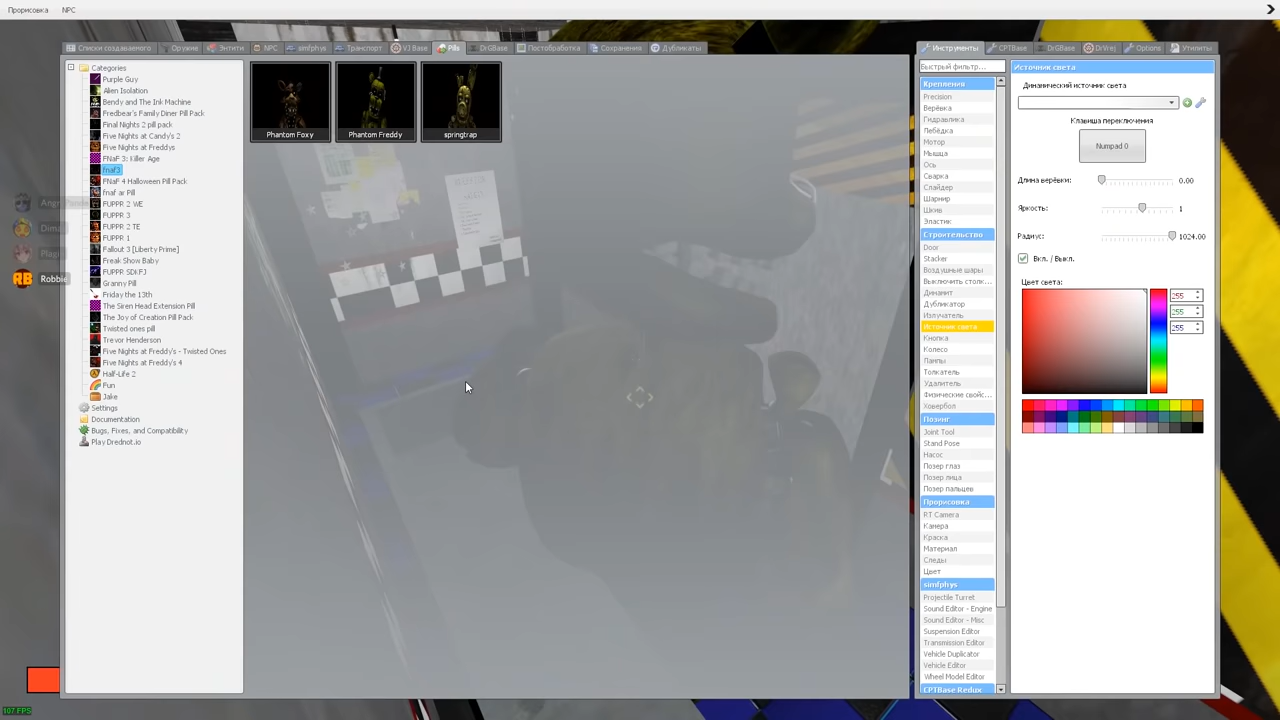 Прорисовка NPC
Списки создаваемого Оружие Энтити NPC simfphys Транспорт VJ Base Pills DrGBase Постобработка Сохранения Дубликаты
Инструменты CPTBase DrGBase DrVrej Options Утилиты
Categories
Purple Guy
Alien Isolation
Bendy and The Ink Machine
Fredbear's Family Diner Pill Pack
Final Nights 2 pill pack
Five Nights at Candy's 2
Five Nights at Freddys
FNaF 3: Killer Age
fnaf3
FNaF 4 Halloween Pill Pack
fnaf ar Pill
FUPPR 2 WE
FUPPR 3
FUPPR 2 TE
FUPPR 1
Fallout 3 [Liberty Prime]
Freak Show Baby
FUPPR SDLFJ
Granny Pill
Friday the 13th
The Siren Head Extension Pill
The Joy of Creation Pill Pack
Twisted ones pill
Trevor Henderson
Five Nights at Freddy's - Twisted Ones
Five Nights at Freddy's 4
Half-Life 2
Fun
Jake
Settings
Documentation
Bugs, Fixes, and Compatibility
Play Drednot.io
Phantom Foxy
Phantom Freddy
springtrap
RB Robbie
107 FPS
Быстрый фильтр...
Крепления
Precision
Верёвка
Гидравлика
Лебёдка
Мотор
Мышца
Ось
Сварка
Слайдер
Шарнир
Шкив
Эластик
Строительство
Door
Stacker
Воздушные шары
Выключить столк...
Динамит
Дубликатор
Излучатель
Источник света
Кнопка
Колесо
Лампы
Толкатель
Удалитель
Физические свойс...
Ховербол
Позинг
Joint Tool
Stand Pose
Насос
Позер глаз
Позер лица
Позер пальцев
Прорисовка
RT Camera
Камера
Краска
Материал
Следы
Цвет
simfphys
Projectile Turret
Sound Editor - Engine
Sound Editor - Misc
Suspension Editor
Transmission Editor
Vehicle Duplicator
Vehicle Editor
Wheel Model Editor
CPTBase Redux
Источник света
Динамический источник света
Клавиша переключения
Numpad 0
Длина верёвки: 0.00
Яркость: 1
Радиус: 1024.00
Вкл. / Выкл.
Цвет света:
255
255
255